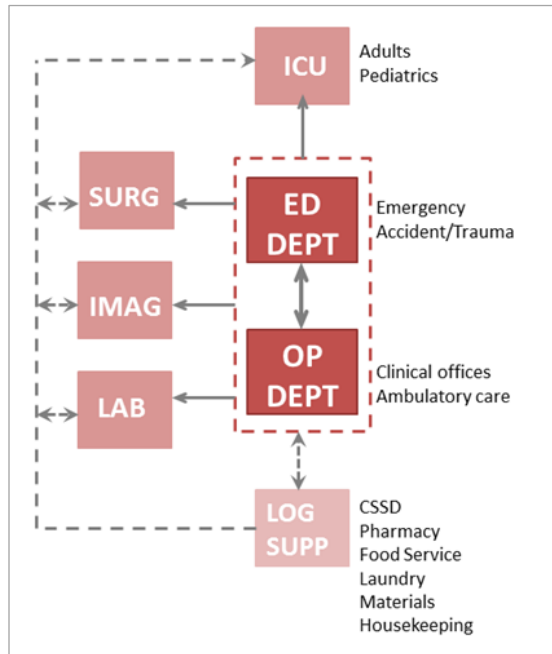 ICU
Adults
Pediatrics
SURG
ED
DEPT
Emergency
Accident/Trauma
IMAG
OP
DEPT
Clinical offices
Ambulatory care
LAB
LOG
SUPP
CSSD
Pharmacy
Food Service
Laundry
Materials
Housekeeping